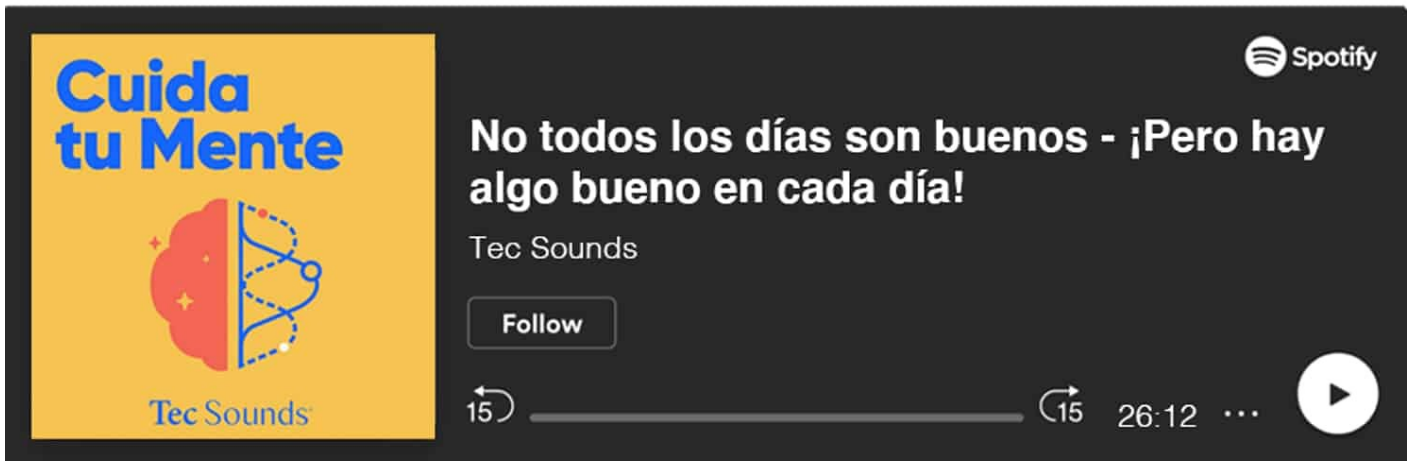 Cuida
tu Mente
Tec Sounds
Spotify
No todos los días son buenos - ¡Pero hay
algo bueno en cada día!
Tec Sounds
Follow
15
15
26:12